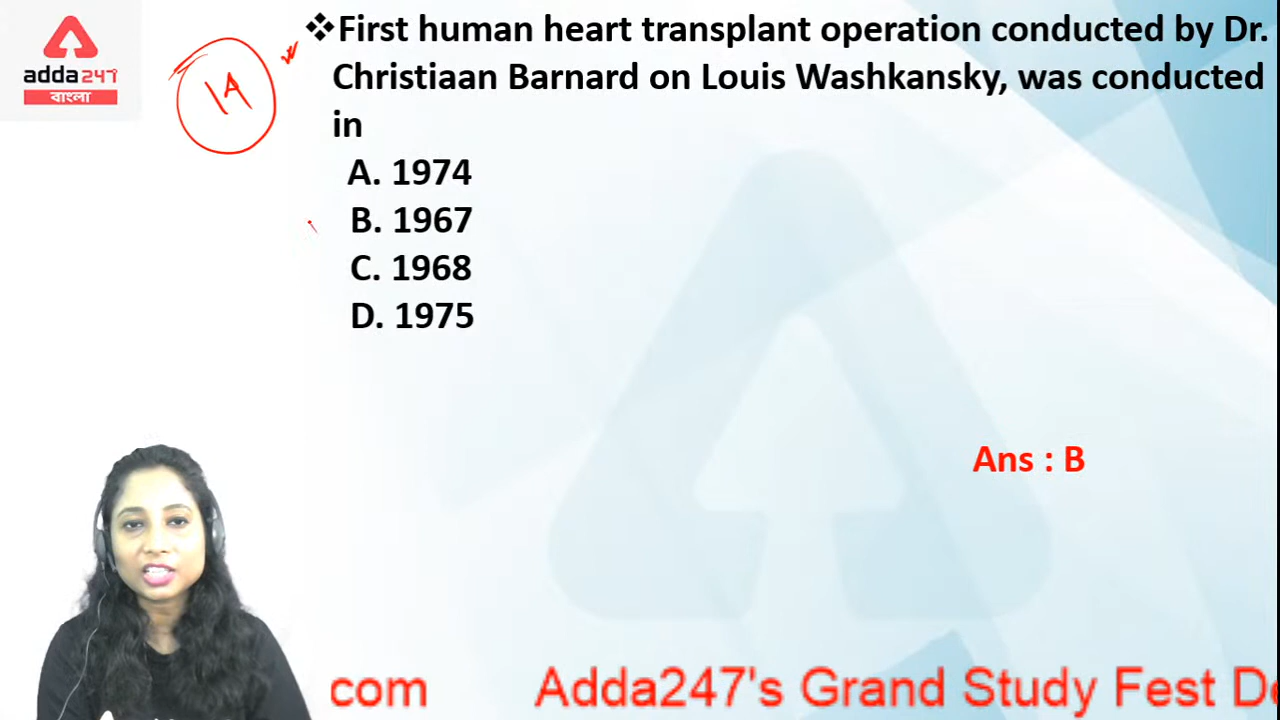 adda247
বাংলা
1A
❖First human heart transplant operation conducted by Dr.
Christiaan Barnard on Louis Washkansky, was conducted
in
A. 1974
B. 1967
C. 1968
D. 1975
Ans : B
com Adda247's Grand Study Fest De